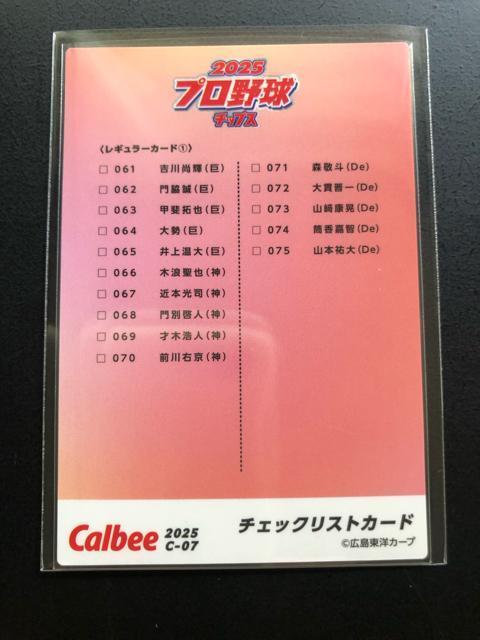 2025
プロ野球
チップス
〈レギュラーカード①〉
□ 061 吉川尚輝(巨)
□ 062 門脇誠(巨)
□ 063 甲斐拓也(巨)
□ 064 大勢(巨)
□ 065 井上温大(巨)
□ 066 木浪聖也(神)
□ 067 近本光司(神)
□ 068 門別啓人(神)
□ 069 才木浩人(神)
□ 070 前川右京(神)
□ 071 森敬斗(De)
□ 072 大貫晋一(De)
□ 073 山﨑康晃(De)
□ 074 筒香嘉智(De)
□ 075 山本祐大(De)
Calbee 2025
C-07
チェックリストカード
©広島東洋カープ